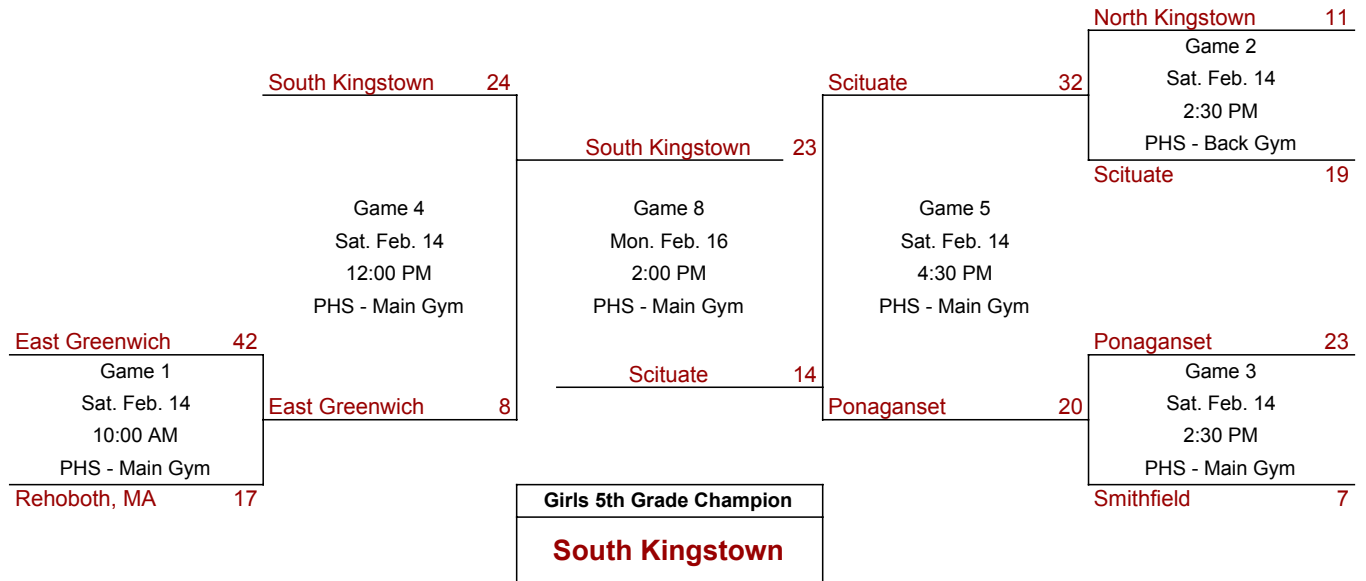 North Kingstown 11
Game 2
Sat. Feb. 14
2:30 PM
PHS - Back Gym
Scituate 19
South Kingstown 24
Scituate 32
South Kingstown 23
Game 4
Sat. Feb. 14
12:00 PM
PHS - Main Gym
Game 8
Mon. Feb. 16
2:00 PM
PHS - Main Gym
Game 5
Sat. Feb. 14
4:30 PM
PHS - Main Gym
East Greenwich 42
Game 1
Sat. Feb. 14
10:00 AM
PHS - Main Gym
Rehoboth, MA 17
East Greenwich 8
Scituate 14
Ponaganset 20
Ponaganset 23
Game 3
Sat. Feb. 14
2:30 PM
PHS - Main Gym
Smithfield 7
Girls 5th Grade Champion
South Kingstown